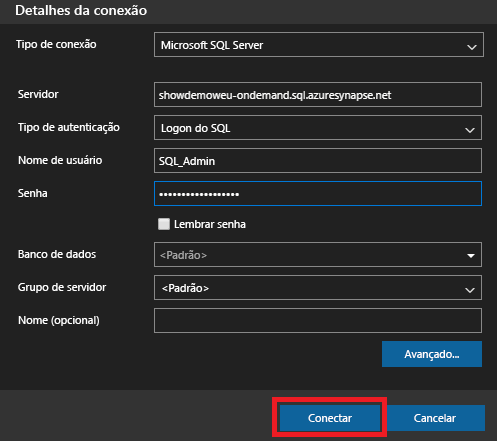 Detalhes da conexão
Tipo de conexão Microsoft SQL Server
Servidor showdemoweu-ondemand.sql.azuresynapse.net
Tipo de autenticação Logon do SQL
Nome de usuário SQL_Admin
Senha ••••••••••••••••••
Lembrar senha
Banco de dados <Padrão>
Grupo de servidor <Padrão>
Nome (opcional)
Avançado...
Conectar Cancelar